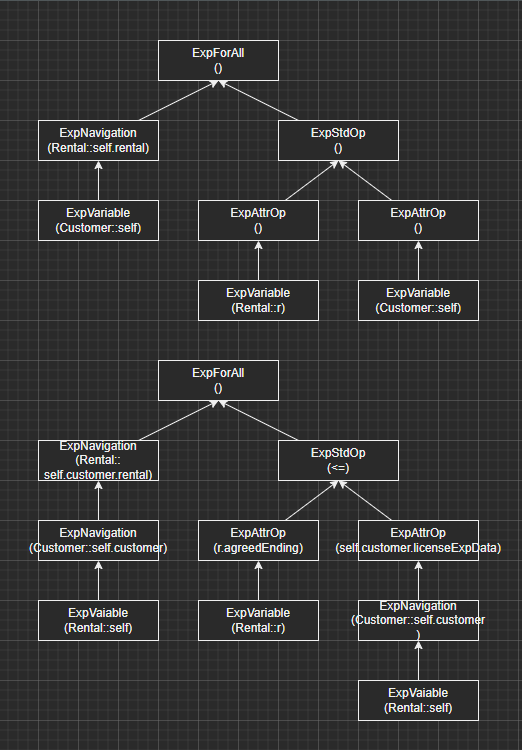 ExpForAll
()
ExpNavigation
(Rental::self.rental)
ExpStdOp
()
ExpVariable
(Customer::self)
ExpAttrOp
()
ExpAttrOp
()
ExpVariable
(Rental::r)
ExpVariable
(Customer::self)
ExpForAll
()
ExpNavigation
(Rental::
self.customer.rental)
ExpStdOp
(<=)
ExpNavigation
(Customer::self.customer)
ExpAttrOp
(r.agreedEnding)
ExpAttrOp
(self.customer.licenseExpData)
ExpVaiable
(Rental::self)
ExpVariable
(Rental::r)
ExpNavigation
(Customer::self.customer
)
ExpVaiable
(Rental::self)